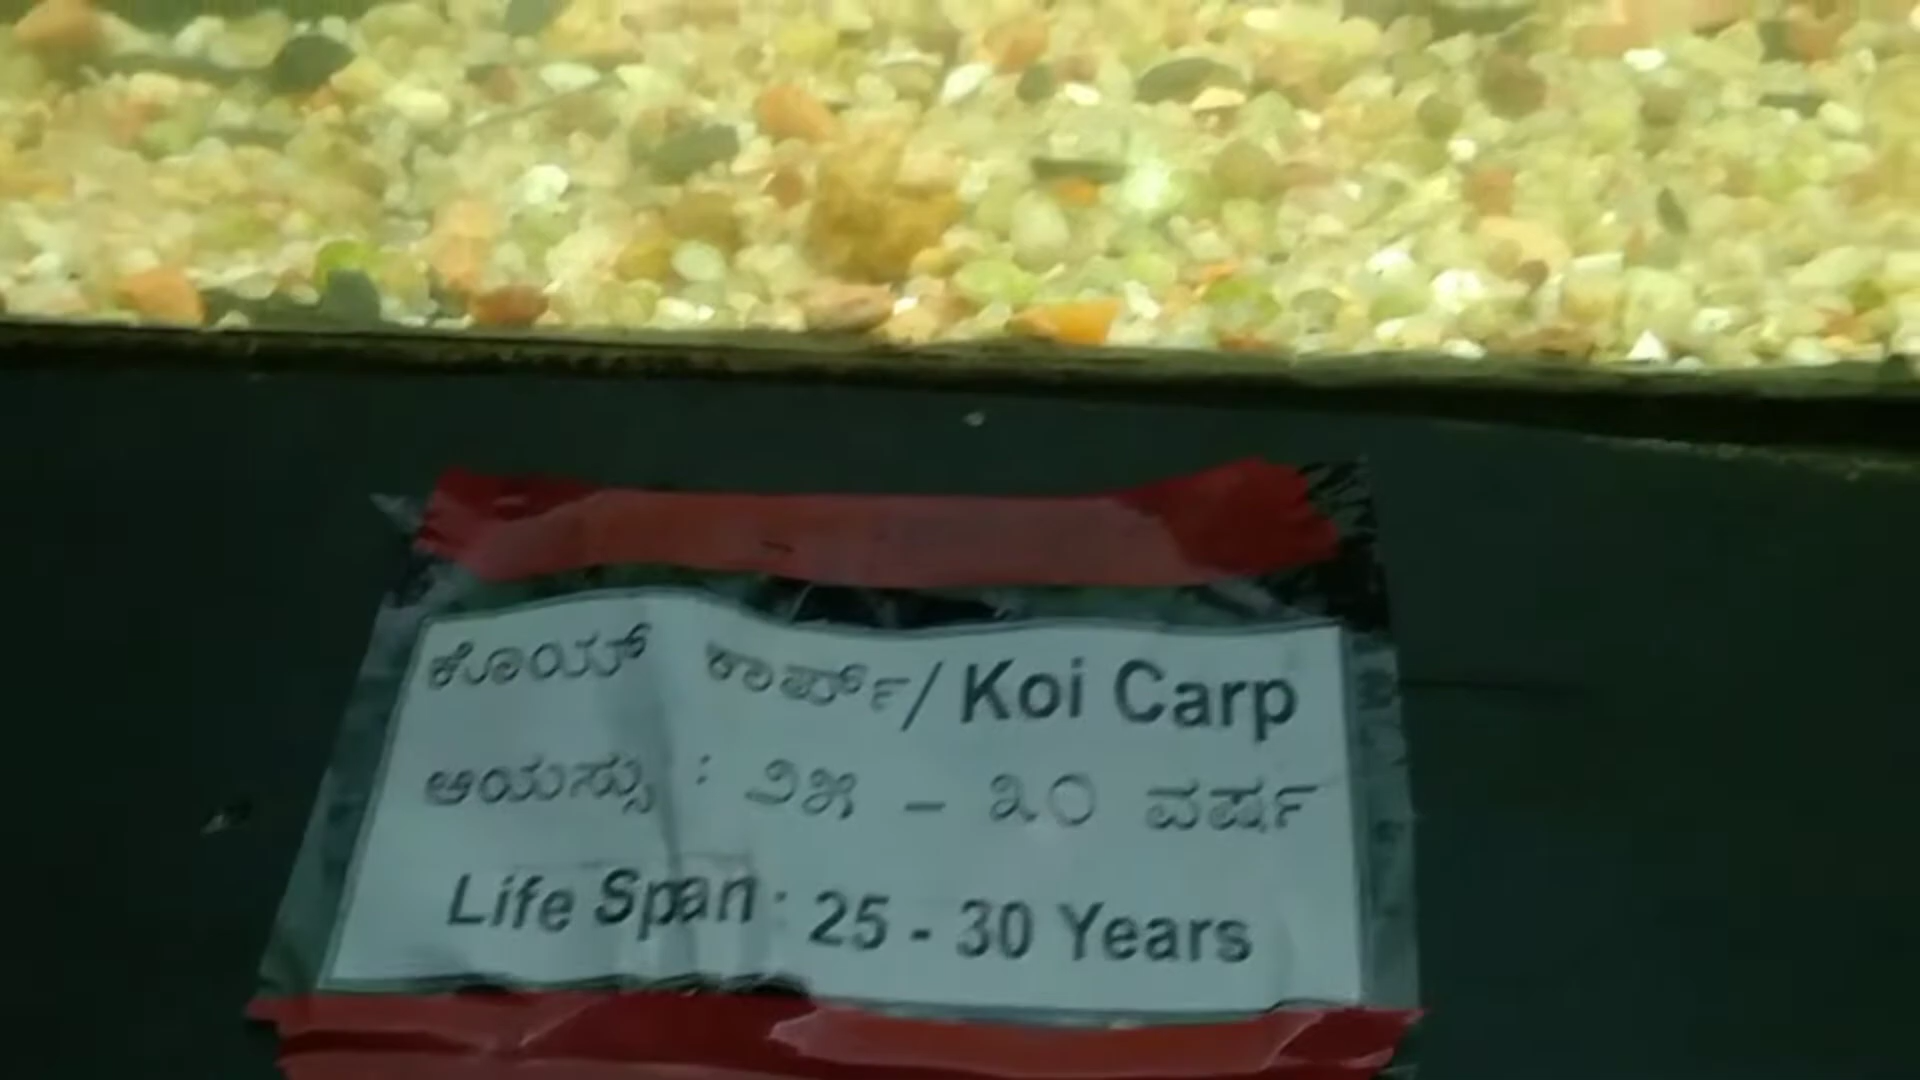 ಕೊಯ್ ಕಾರ್ಪ್/Koi Carp
ಆಯಸ್ಸು : ೨೫ - ೩೦ ವರ್ಷ
Life Span : 25 - 30 Years